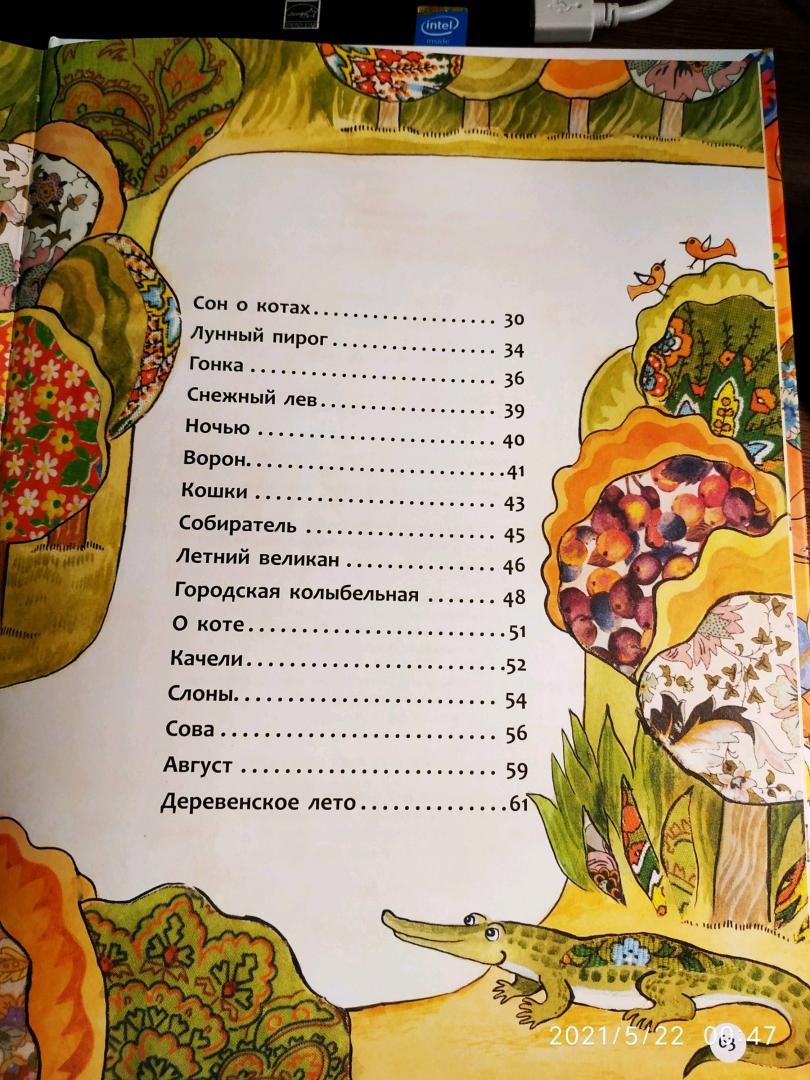 intel
inside
Сон о котах.................. 30
Лунный пирог ................ 34
Гонка ........................ 36
Снежный лев.................. 39
Ночью ........................ 40
Ворон..........................41
Кошки ........................ 43
Собиратель ................... 45
Летний великан ............... 46
Городская колыбельная ....... 48
О коте..........................51
Качели..........................52
Слоны.......................... 54
Сова ........................... 56
Август ......................... 59
Деревенское лето...............61
2021/5/22 00:47
63